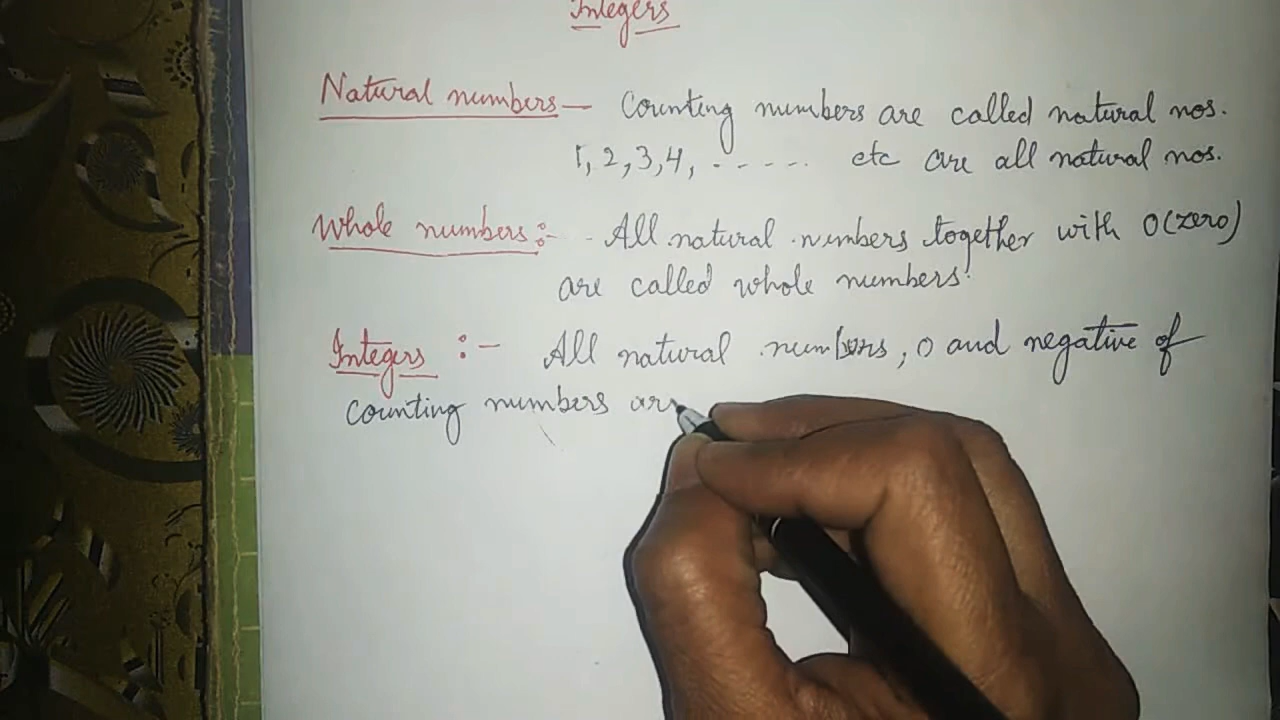 Integers
Natural numbers — Counting numbers are called natural nos.
1, 2, 3, 4, - - - - -. etc are all natural nos.
Whole numbers :- - All natural numbers together with 0 (zero)
are called whole numbers.
Integers :- All natural numbers, 0 and negative of
counting numbers are